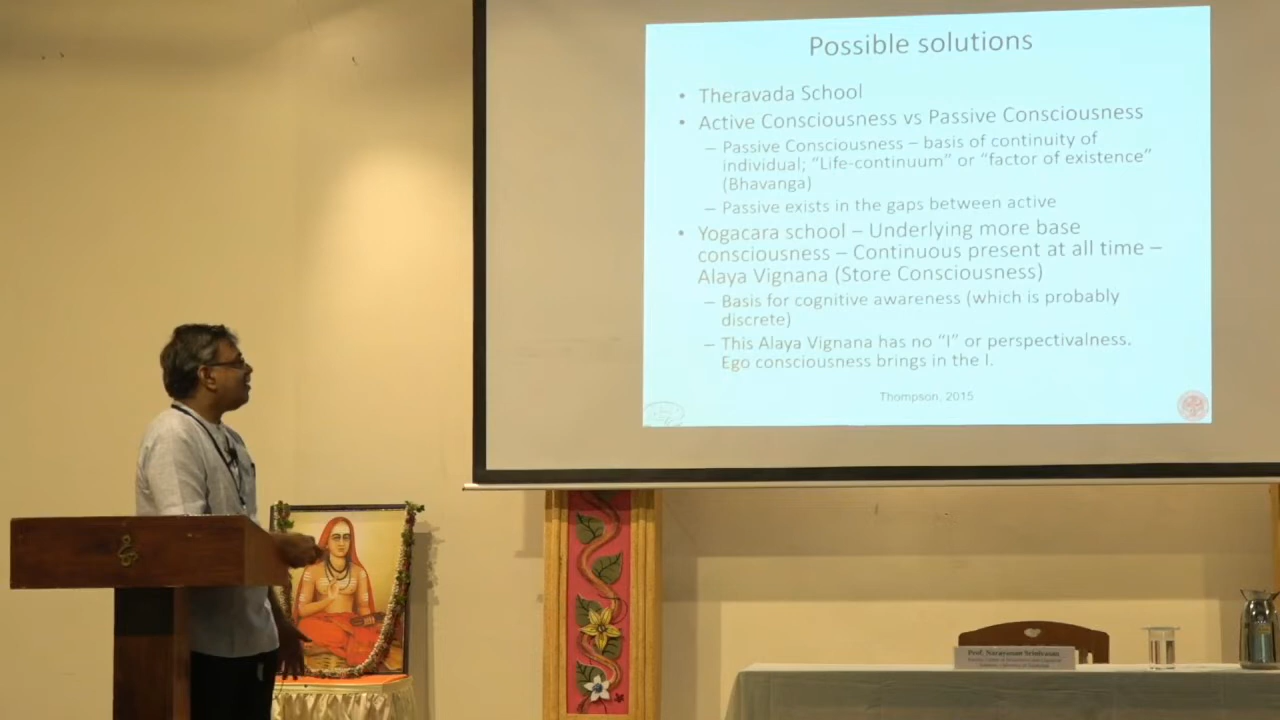 Possible solutions
• Theravada School
• Active Consciousness vs Passive Consciousness
– Passive Consciousness – basis of continuity of
individual; “Life-continuum” or “factor of existence”
(Bhavanga)
– Passive exists in the gaps between active
• Yogacara school – Underlying more base
consciousness – Continuous present at all time –
Alaya Vignana (Store Consciousness)
– Basis for cognitive awareness (which is probably
discrete)
– This Alaya Vignana has no “I” or perspectivalness.
Ego consciousness brings in the I.
Thompson, 2015
Prof. Narayanan Srinivasan